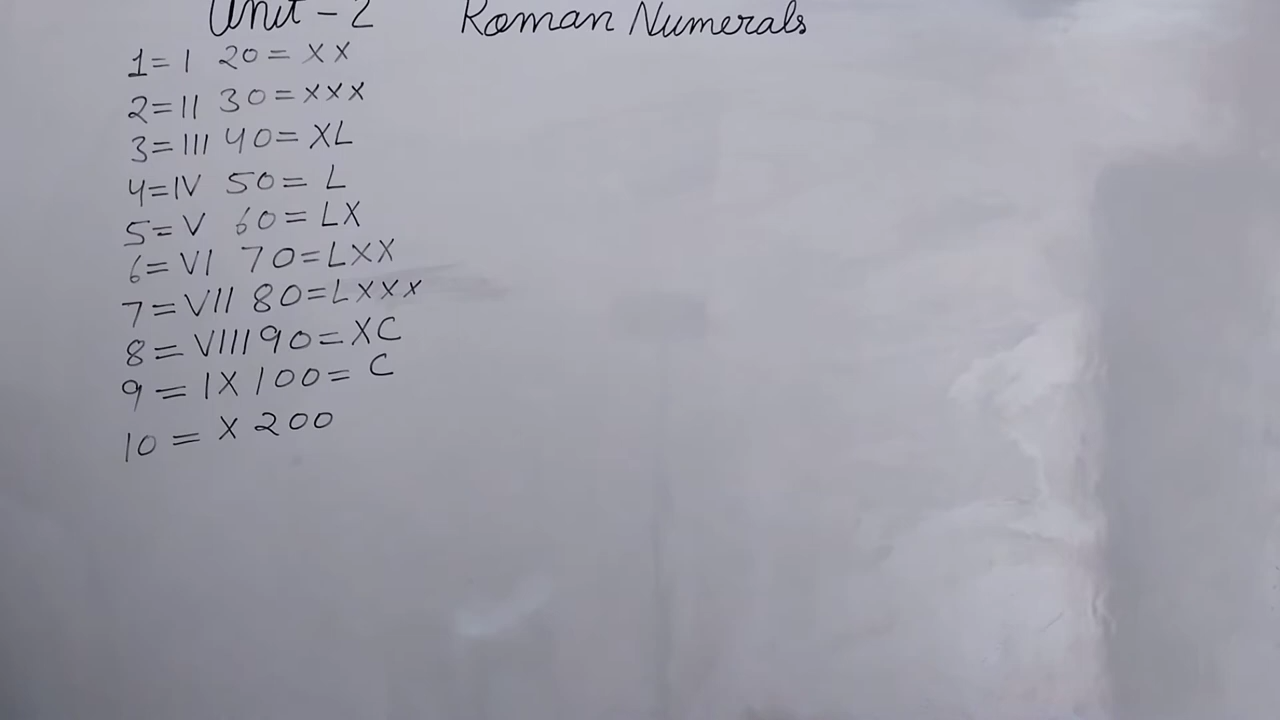 Unit - 2 Roman Numerals
1 = I 20 = XX
2 = II 30 = XXX
3 = III 40 = XL
4 = IV 50 = L
5 = V 60 = LX
6 = VI 70 = LXX
7 = VII 80 = LXXX
8 = VIII 90 = XC
9 = IX 100 = C
10 = X 200